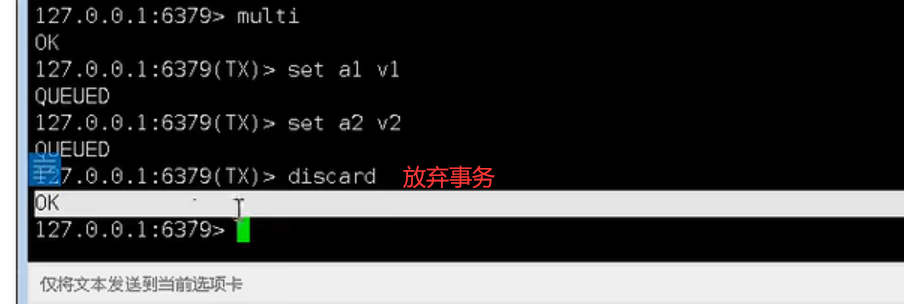 127.0.0.1:6379> multi
OK
127.0.0.1:6379(TX)> set a1 v1
QUEUED
127.0.0.1:6379(TX)> set a2 v2
QUEUED
127.0.0.1:6379(TX)> discard 放弃事务
OK
127.0.0.1:6379>
仅将文本发送到当前选项卡